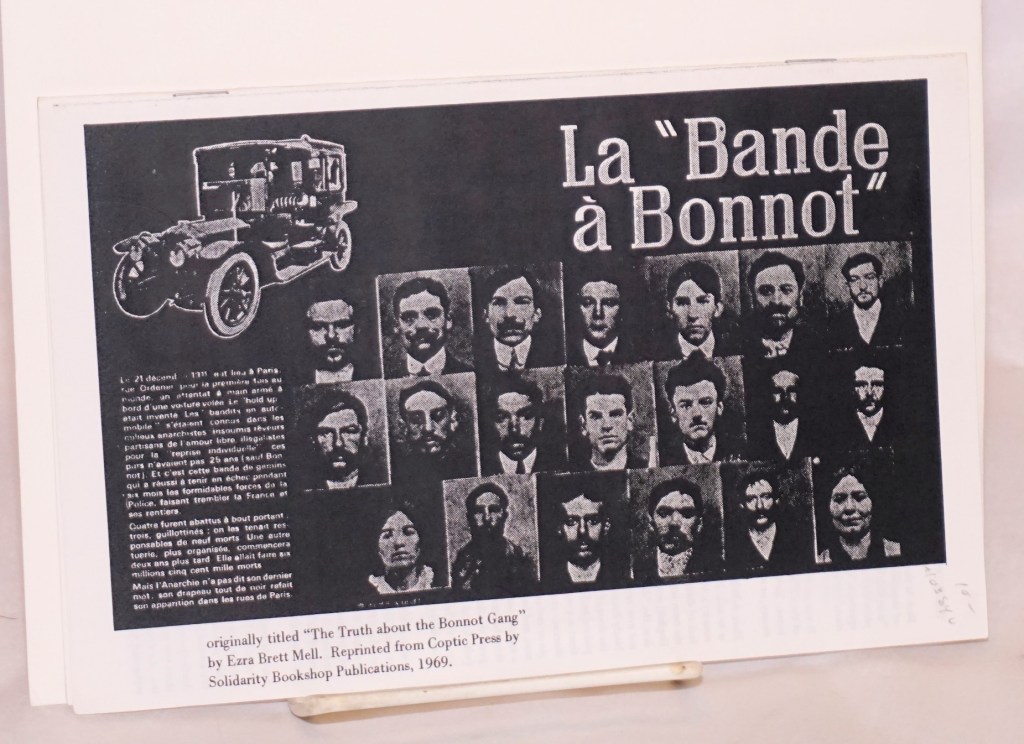 La "Bande
à Bonnot"
Le 21 décembre 1911 eut lieu à Paris,
rue Ordener pour la première fois au
monde, un attentat à main armé à
bord d'une voiture volée Le "hold up
était inventé Les "bandits en auto-
mobile" s'étaient connus dans les
milieux anarchistes insoumis rêveurs
partisans de l'amour libre illégalistes
pour la "reprise individuelle" ces
purs n'avaient pas 25 ans (sauf Bon
not). Et c'est cette bande de gamins
qui a réussi à tenir en échec pendant
six mois les formidables forces de la
Police, faisant trembler la France et
ses rentiers.
Quatre furent abattus à bout portant,
trois, guillottinés ; on les tenait res-
ponsables de neuf morts Une autre
tuerie, plus organisée, commencera
deux ans plus tard Elle allait faire six
millions cinq cent mille morts
Mais l'Anarchie n'a pas dit son dernier
mot, son drapeau tout de noir refait
son apparition dans les rues de Paris.
originally titled "The Truth about the Bonnot Gang"
by Ezra Brett Mell. Reprinted from Coptic Press by
Solidarity Bookshop Publications, 1969.